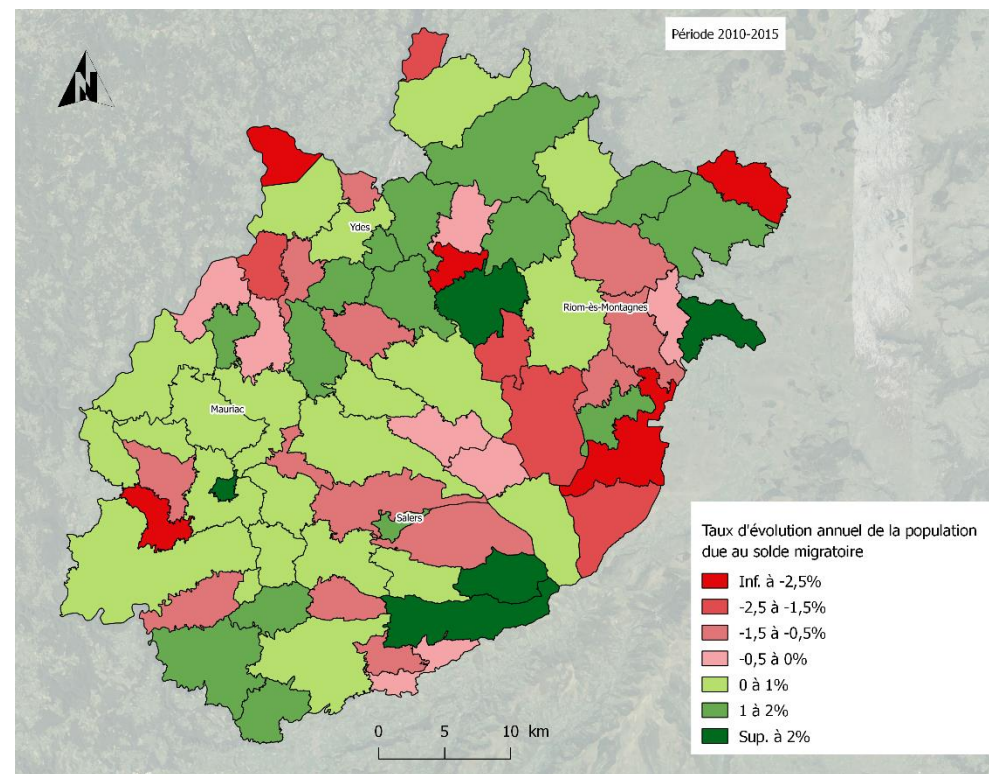 Période 2010-2015
N
Ydes
Riom-ès-Montagnes
Mauriac
Salers
Taux d'évolution annuel de la population
due au solde migratoire
Inf. à -2,5%
-2,5 à -1,5%
-1,5 à -0,5%
-0,5 à 0%
0 à 1%
1 à 2%
Sup. à 2%
0 5 10 km